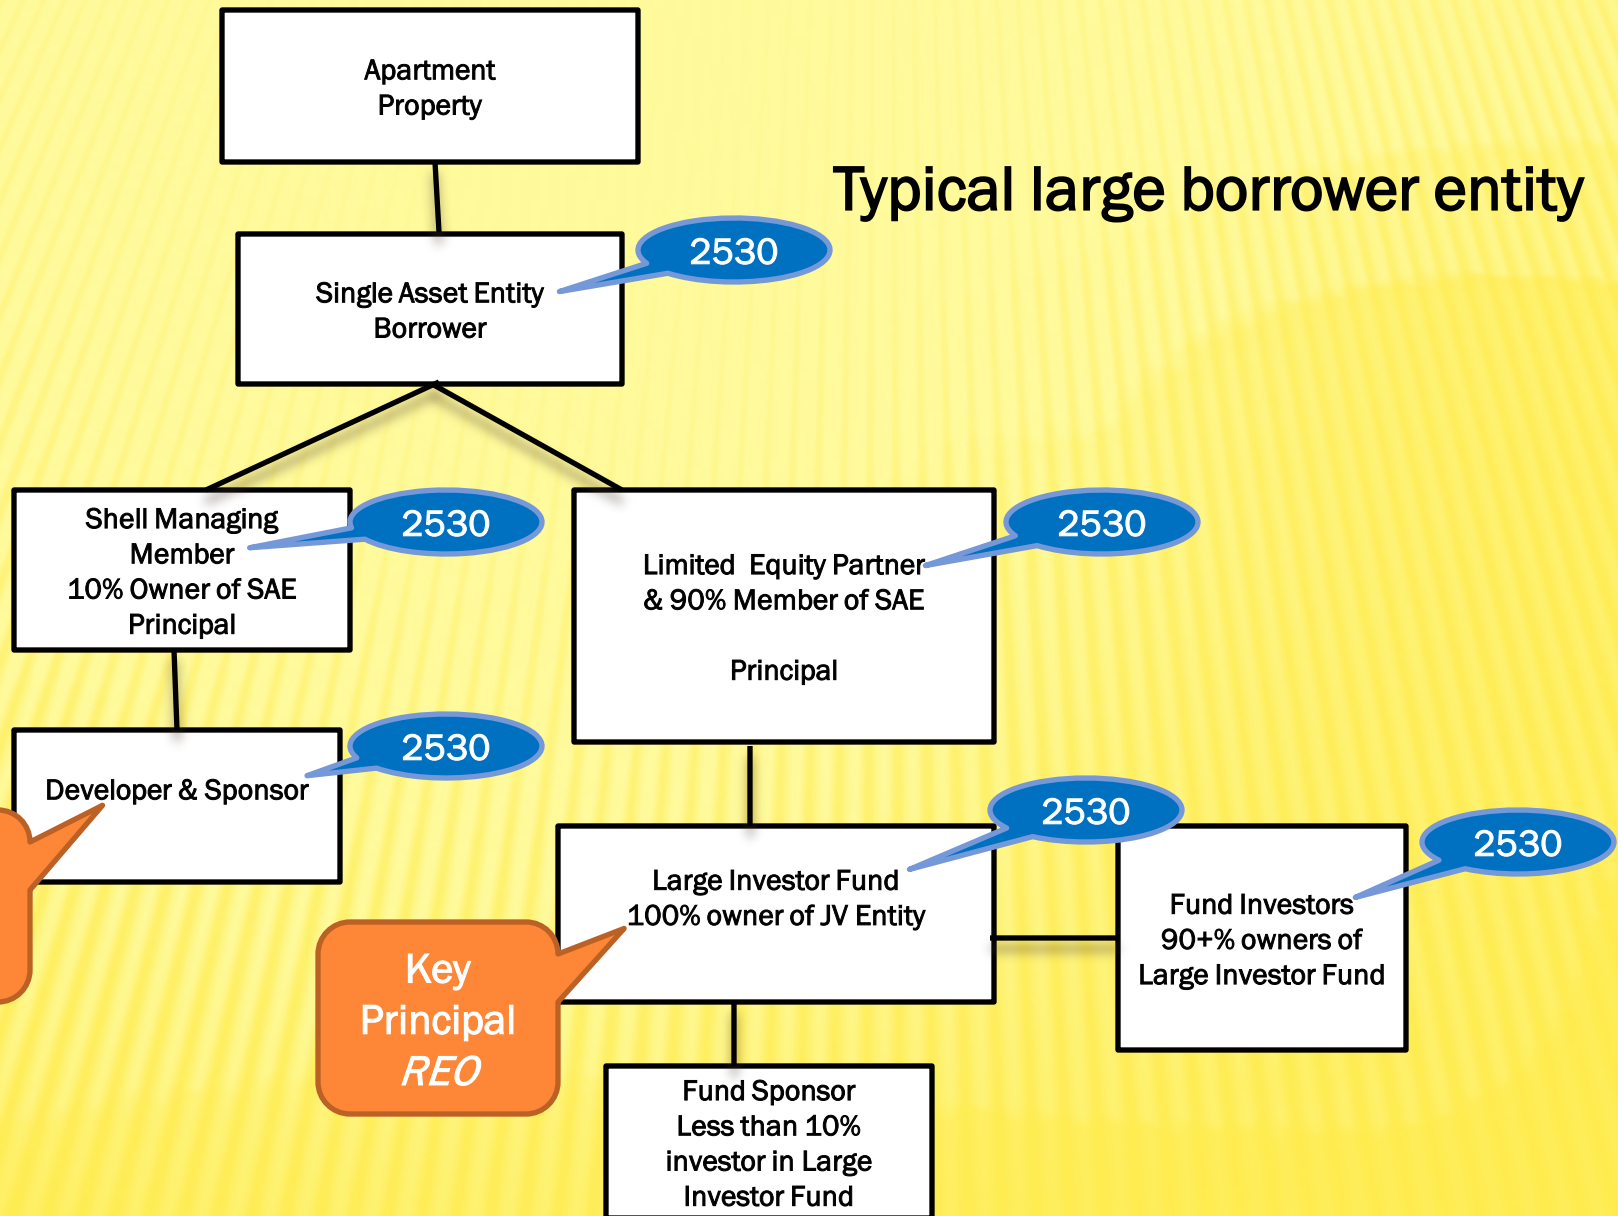 Apartment
Property
Typical large borrower entity
2530
Single Asset Entity
Borrower
Shell Managing
Member
10% Owner of SAE
Principal
2530
Limited Equity Partner
& 90% Member of SAE
Principal
2530
Developer & Sponsor
2530
Large Investor Fund
100% owner of JV Entity
2530
Fund Investors
90+% owners of
Large Investor Fund
2530
Key
Principal
REO
Fund Sponsor
Less than 10%
investor in Large
Investor Fund